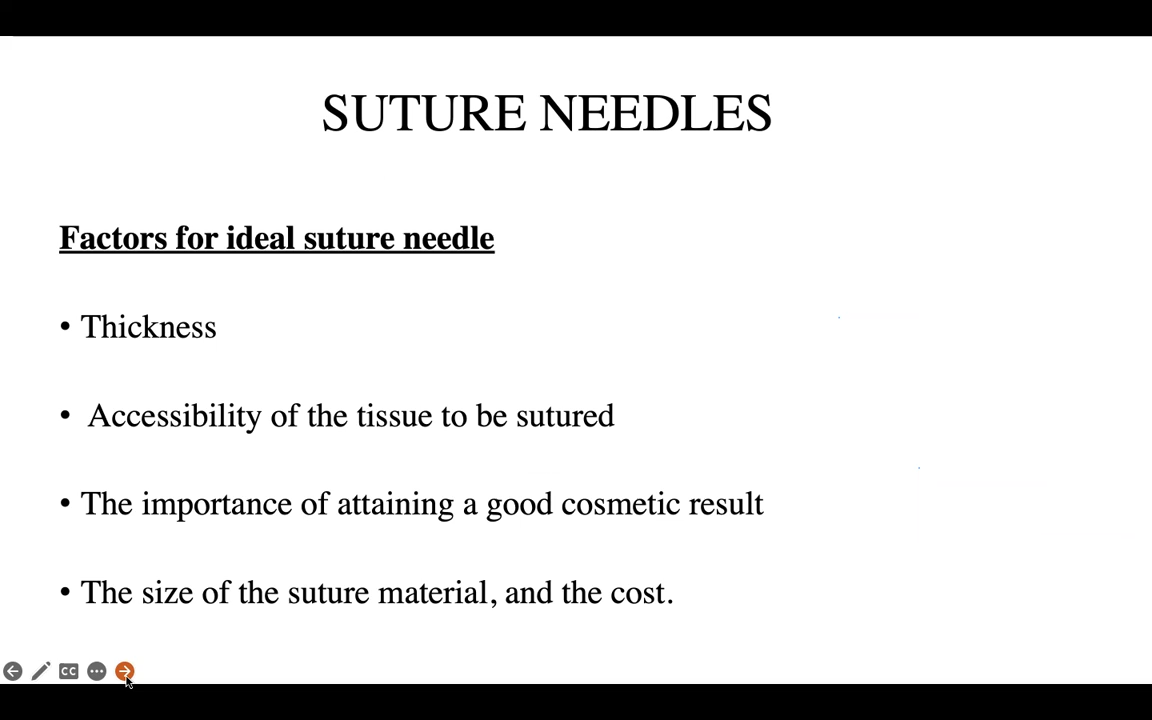 SUTURE NEEDLES
Factors for ideal suture needle
• Thickness
• Accessibility of the tissue to be sutured
• The importance of attaining a good cosmetic result
• The size of the suture material, and the cost.
CC